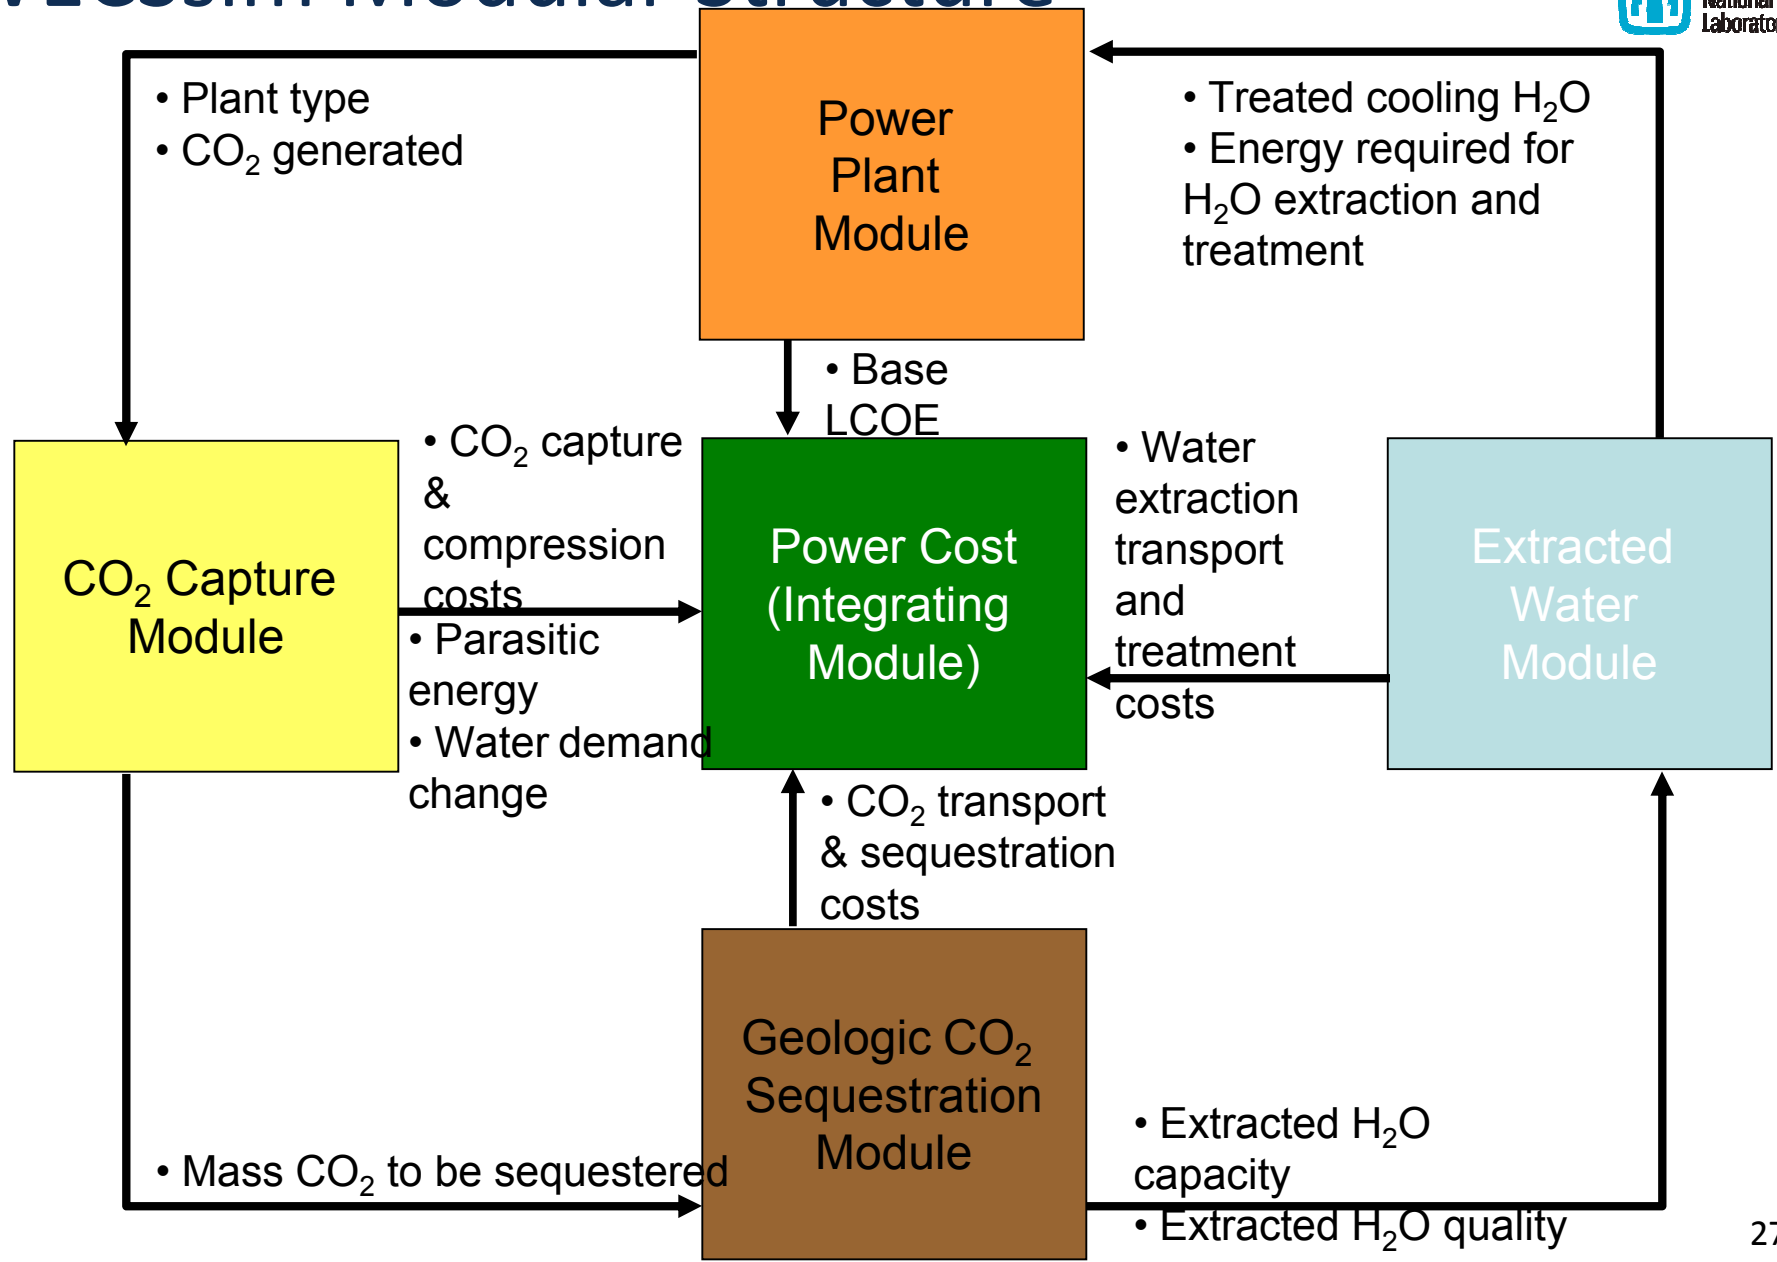 Modular Structure
National
• Plant type
• CO₂ generated
Power
Plant
Module
• Treated cooling H₂O
• Energy required for
H₂O extraction and
treatment
• Base
LCOE
CO₂ Capture
Module
• CO₂ capture
&
compression
costs
• Parasitic
energy
• Water demand
change
Power Cost
(Integrating
Module)
• Water
extraction
transport
and
treatment
costs
Extracted
Water
Module
• CO₂ transport
& sequestration
costs
Geologic CO₂
Sequestration
Module
• Mass CO₂ to be sequestered
• Extracted H₂O
capacity
• Extracted H₂O quality
27